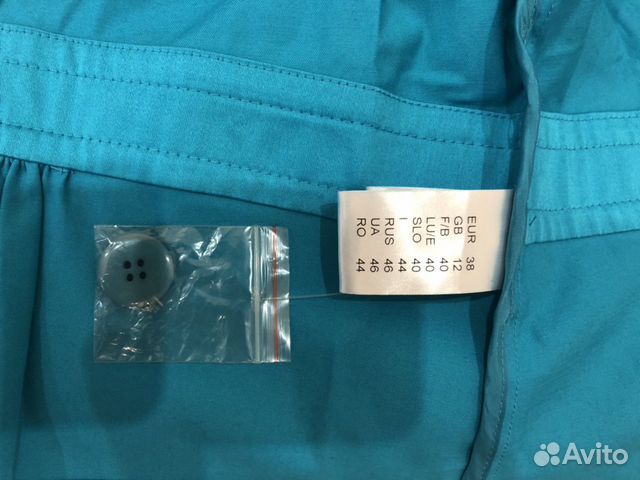 EUR 38
GB 12
F/B 40
LU/E 40
SLO 40
I 44
RUS 46
UA 46
RO 44
Avito